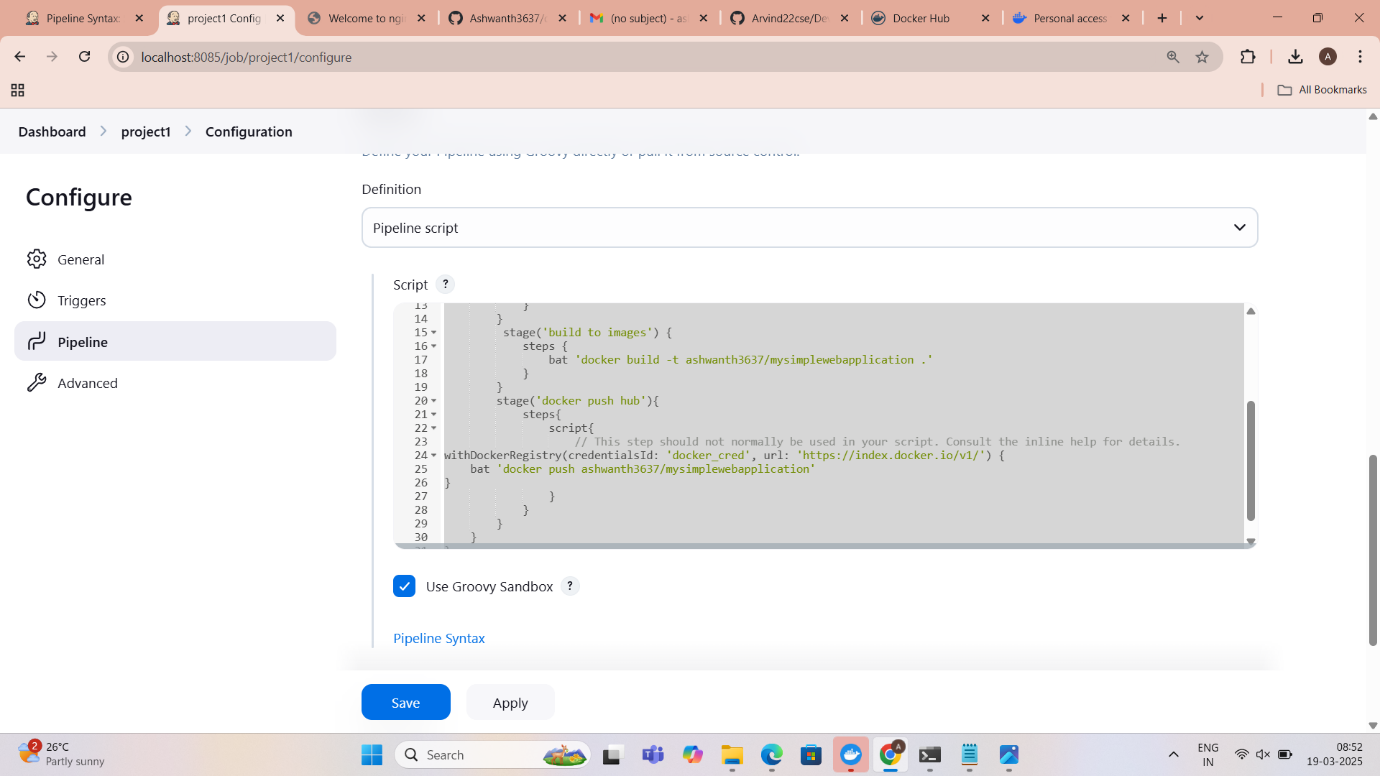 Pipeline Syntax:
project1 Config
Welcome to ngi
Ashwanth3637/
(no subject) - as
Arvind22cse/De
Docker Hub
Personal access
localhost:8085/job/project1/configure
A
All Bookmarks
Dashboard > project1 > Configuration
Define your Pipeline using Groovy directly or pull it from source control.
Configure
General
Triggers
Pipeline
Advanced
Definition
Pipeline script
Script ?
13 }
14 }
15 stage('build to images') {
16 steps {
17 bat 'docker build -t ashwanth3637/mysimplewebapplication .'
18 }
19 }
20 stage('docker push hub'){
21 steps{
22 script{
23 // This step should not normally be used in your script. Consult the inline help for details.
24 withDockerRegistry(credentialsId: 'docker_cred', url: 'https://index.docker.io/v1/') {
25 bat 'docker push ashwanth3637/mysimplewebapplication'
26 }
27 }
28 }
29 }
30 }
Use Groovy Sandbox ?
Pipeline Syntax
Save
Apply
2
26°C
Partly sunny
Search
A
ENG
IN
08:52
19-03-2025